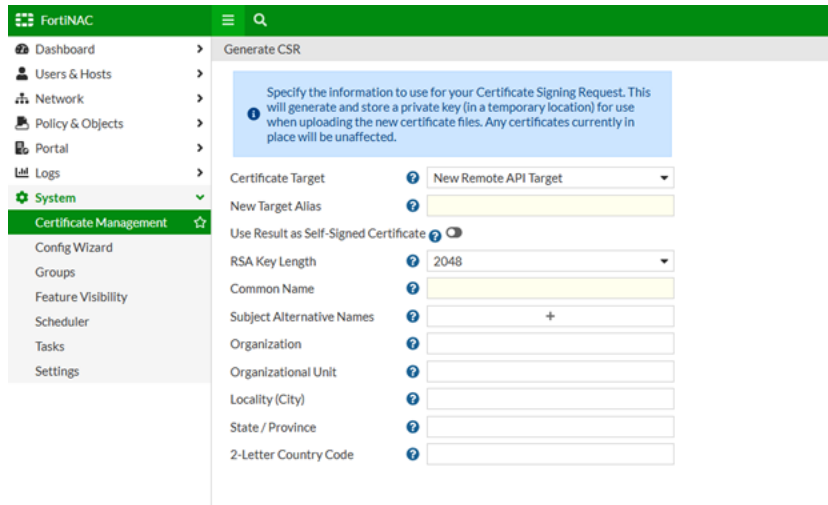 FortiNAC
Dashboard
Users & Hosts
Network
Policy & Objects
Portal
Logs
System
Certificate Management
Config Wizard
Groups
Feature Visibility
Scheduler
Tasks
Settings
Generate CSR
Specify the information to use for your Certificate Signing Request. This
will generate and store a private key (in a temporary location) for use
when uploading the new certificate files. Any certificates currently in
place will be unaffected.
Certificate Target New Remote API Target
New Target Alias
Use Result as Self-Signed Certificate
RSA Key Length 2048
Common Name
Subject Alternative Names +
Organization
Organizational Unit
Locality (City)
State / Province
2-Letter Country Code